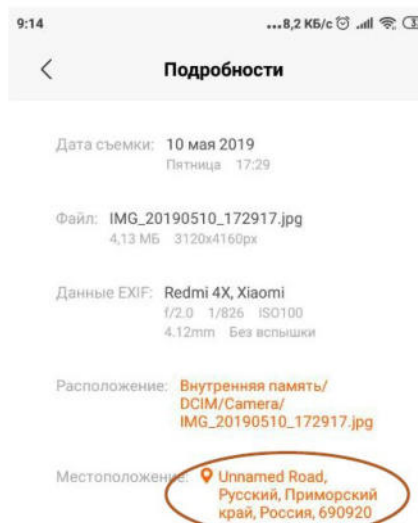 9:14 ...8,2 КБ/с
Подробности
Дата съемки: 10 мая 2019
Пятница 17:29
Файл: IMG_20190510_172917.jpg
4,13 МБ 3120x4160px
Данные EXIF: Redmi 4X, Xiaomi
f/2.0 1/826 ISO100
4.12mm Без вспышки
Расположение: Внутренняя память/
DCIM/Camera/
IMG_20190510_172917.jpg
Местоположение: Unnamed Road,
Русский, Приморский
край, Россия, 690920